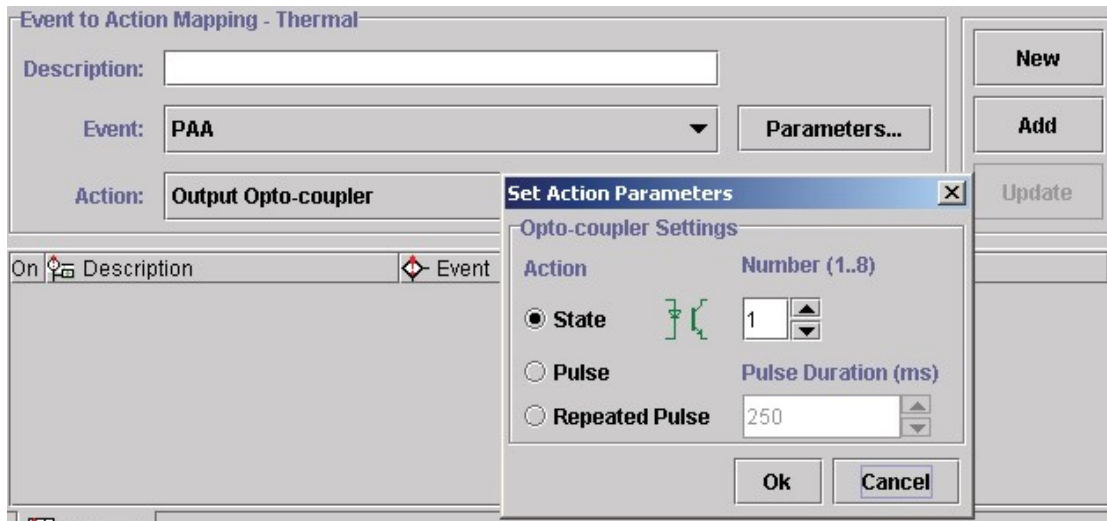 Event to Action Mapping - Thermal
Description:
New
Event: PAA Parameters...
Add
Action: Output Opto-coupler
Update
On Description Event
Set Action Parameters
Opto-coupler Settings
Action Number (1..8)
State 1
Pulse Pulse Duration (ms)
Repeated Pulse 250
Ok Cancel